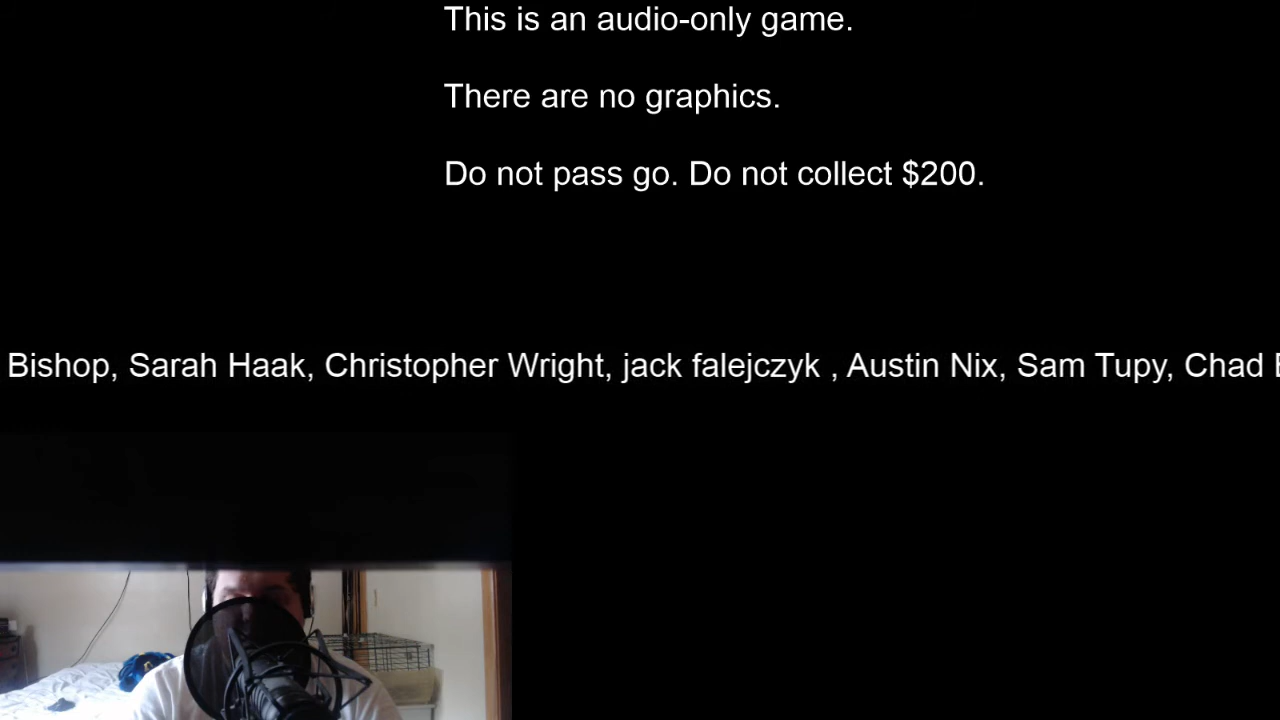 This is an audio-only game.
There are no graphics.
Do not pass go. Do not collect $200.
Bishop, Sarah Haak, Christopher Wright, jack falejczyk , Austin Nix, Sam Tupy, Chad